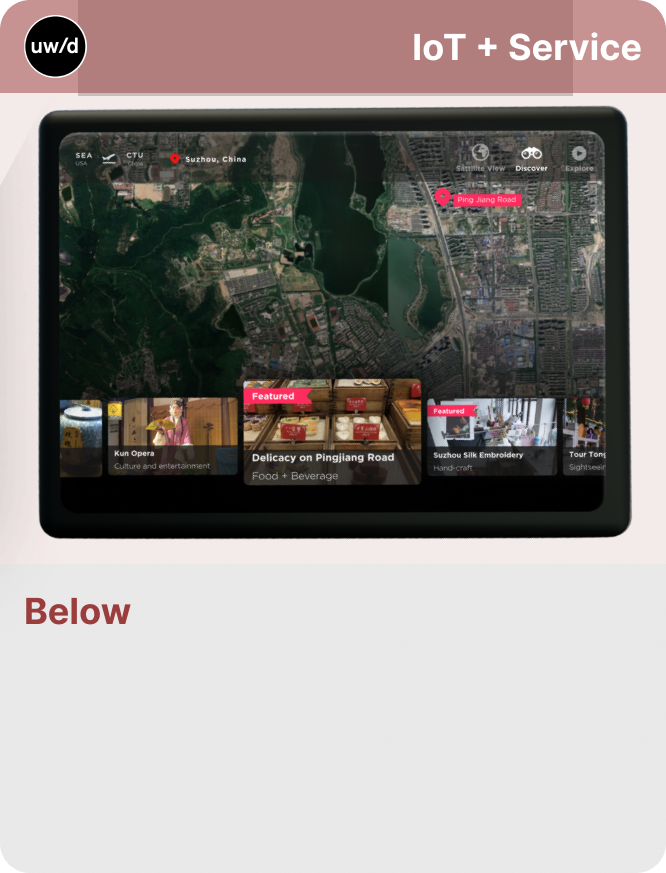 uw/d
IoT + Service
SEA
USA
CTU
China
Suzhou, China
Satillite View
Discover
Explore
Ping Jiang Road
Featured
Featured
Kun Opera
Culture and entertainment
Delicacy on Pingjiang Road
Food + Beverage
Suzhou Silk Embroidery
Hand-craft
Tour Tong
Sightseein
Below